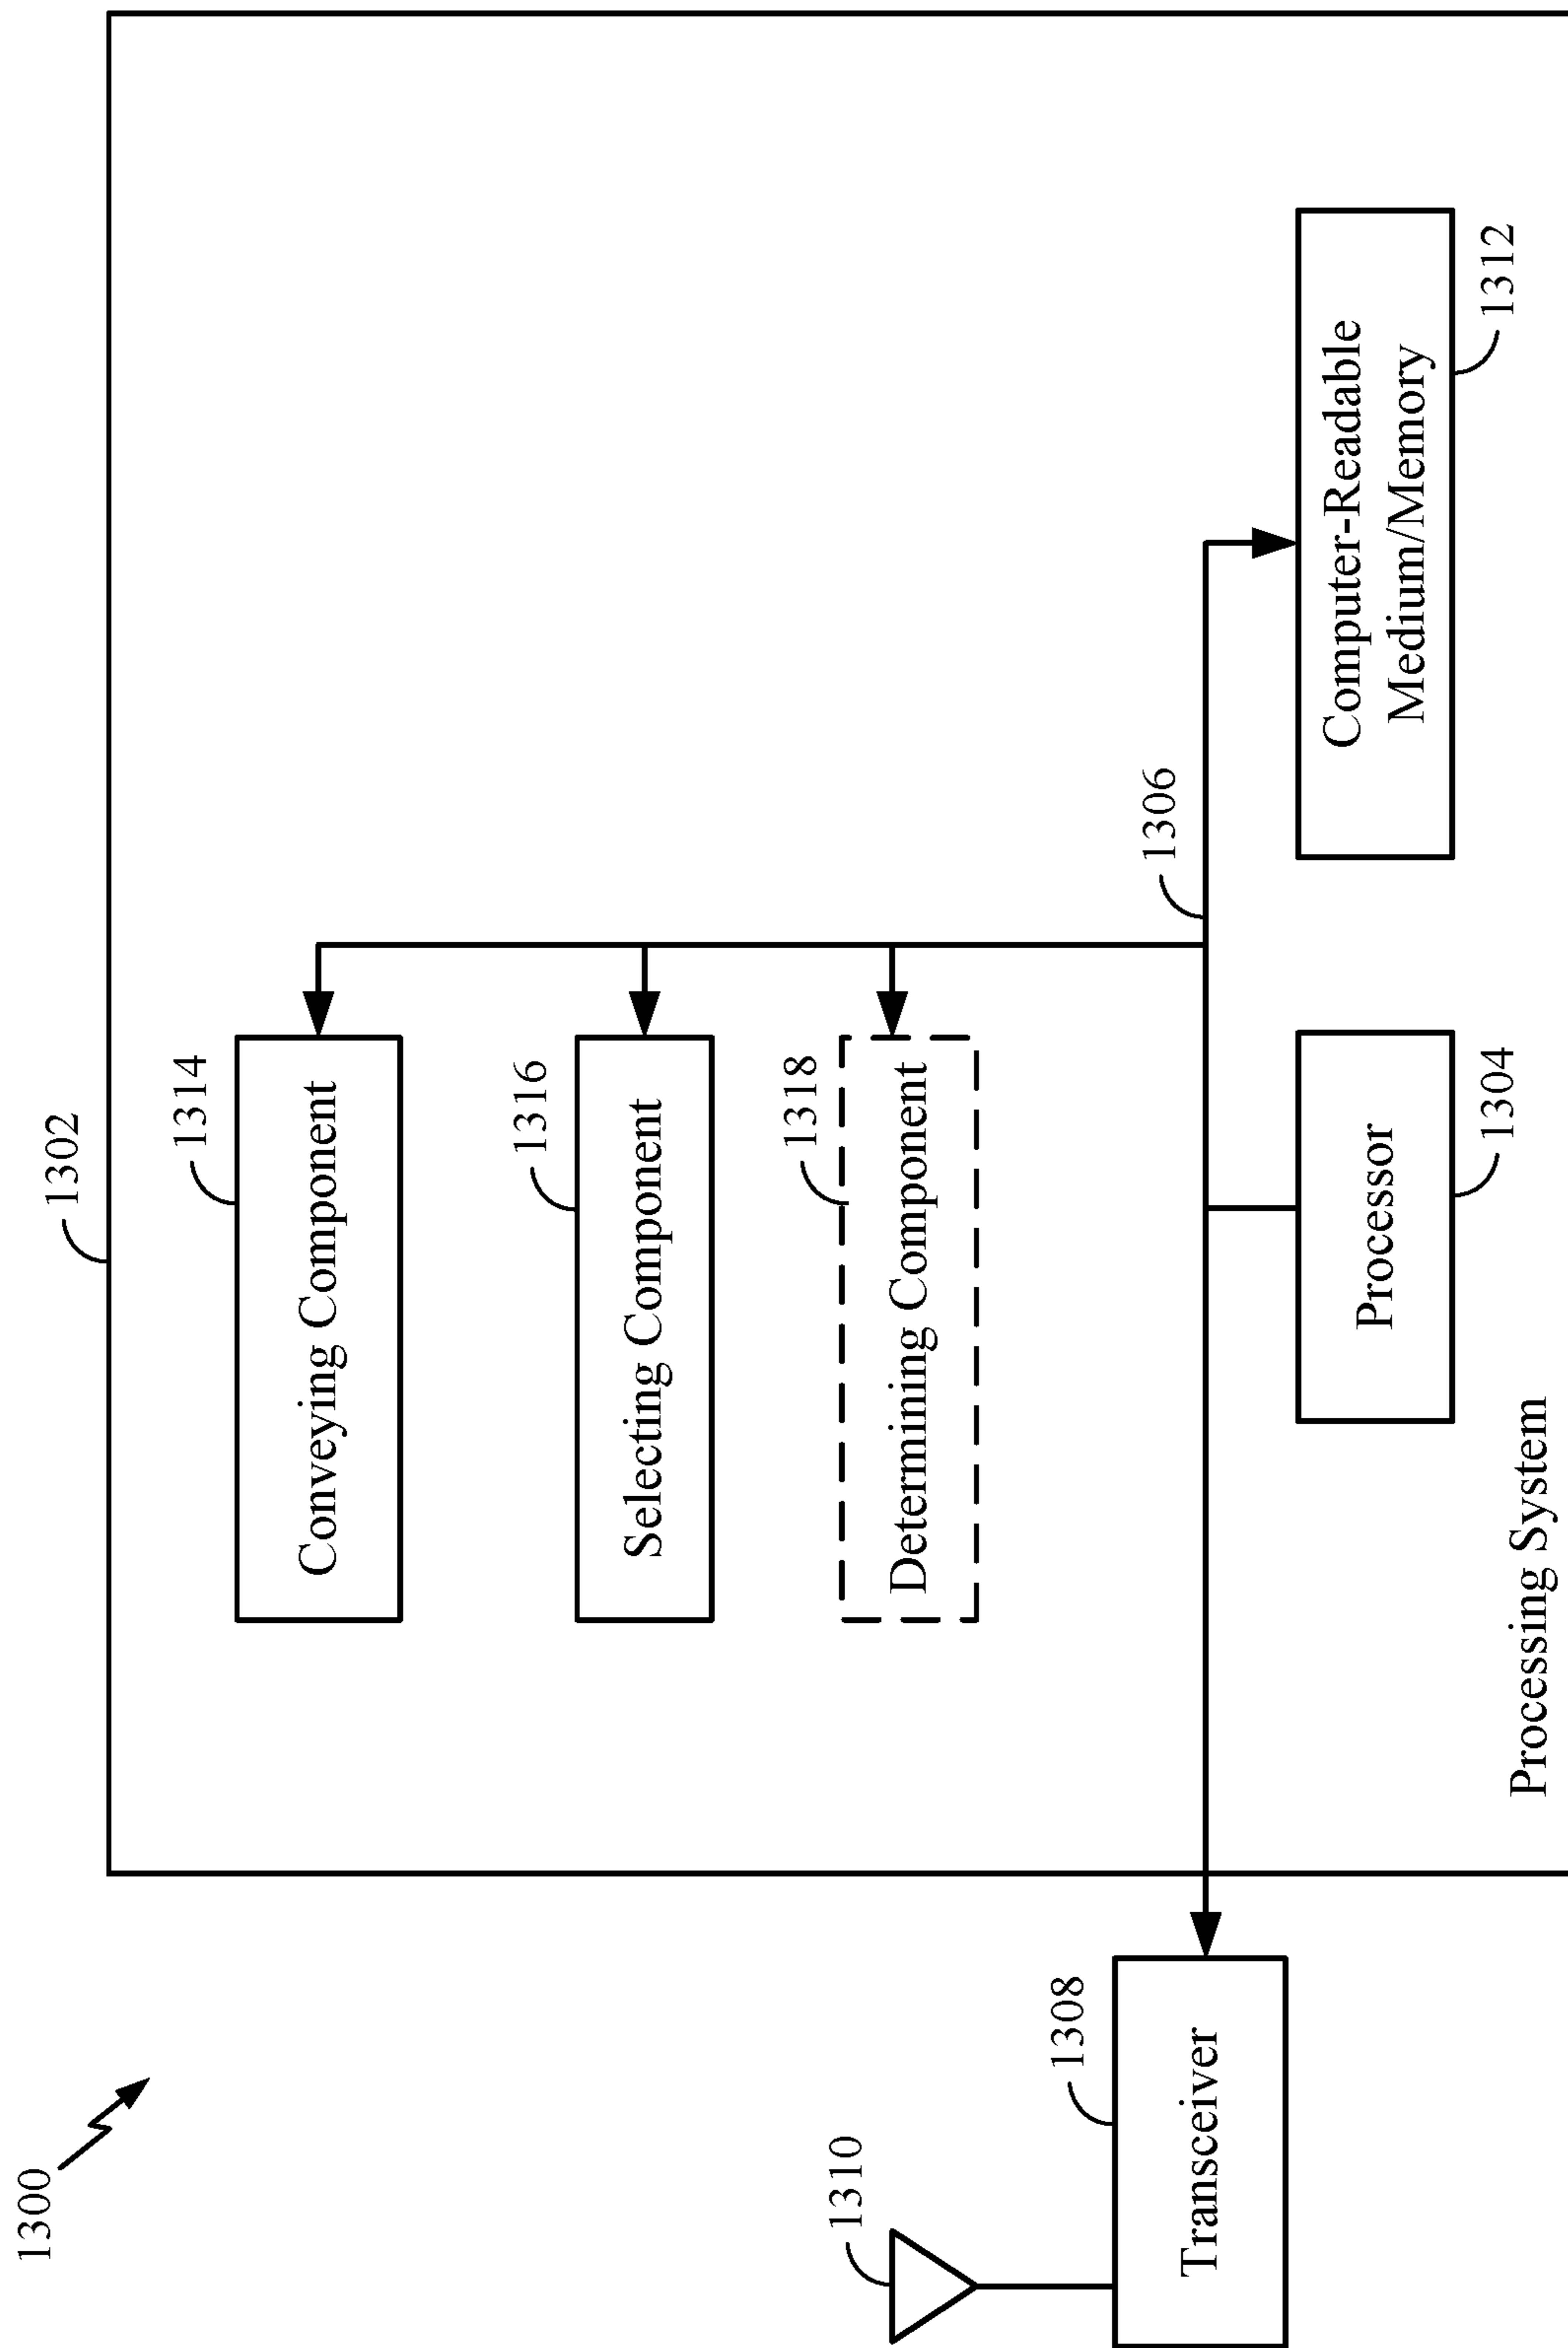 1300
1302
1314
Conveying Component
1316
Selecting Component
1318
Determining Component
1306
1310
1308
Transceiver
Processor
1304
Computer-Readable
Medium/Memory
1312
Processing System